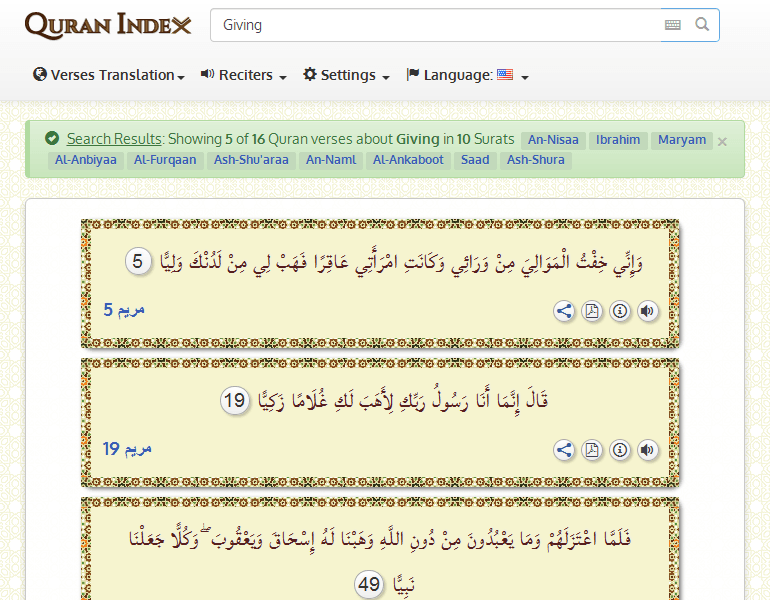 QURAN INDEX
Giving
Verses Translation Reciters Settings Language:
Search Results: Showing 5 of 16 Quran verses about Giving in 10 Surats An-Nisaa Ibrahim Maryam ×
Al-Anbiyaa Al-Furqaan Ash-Shu'araa An-Naml Al-Ankaboot Saad Ash-Shura
وَإِنِّي خِفْتُ الْمَوَالِيَ مِنْ وَرَائِي وَكَانَتِ امْرَأَتِي عَاقِرًا فَهَبْ لِي مِنْ لَدُنْكَ وَلِيًّا 5
مريم 5
قَالَ إِنَّمَا أَنَا رَسُولُ رَبِّكِ لِأَهَبَ لَكِ غُلَامًا زَكِيًّا 19
مريم 19
فَلَمَّا اعْتَزَلَهُمْ وَمَا يَعْبُدُونَ مِنْ دُونِ اللَّهِ وَهَبْنَا لَهُ إِسْحَاقَ وَيَعْقُوبَ ۖ وَكُلًّا جَعَلْنَا
نَبِيًّا 49